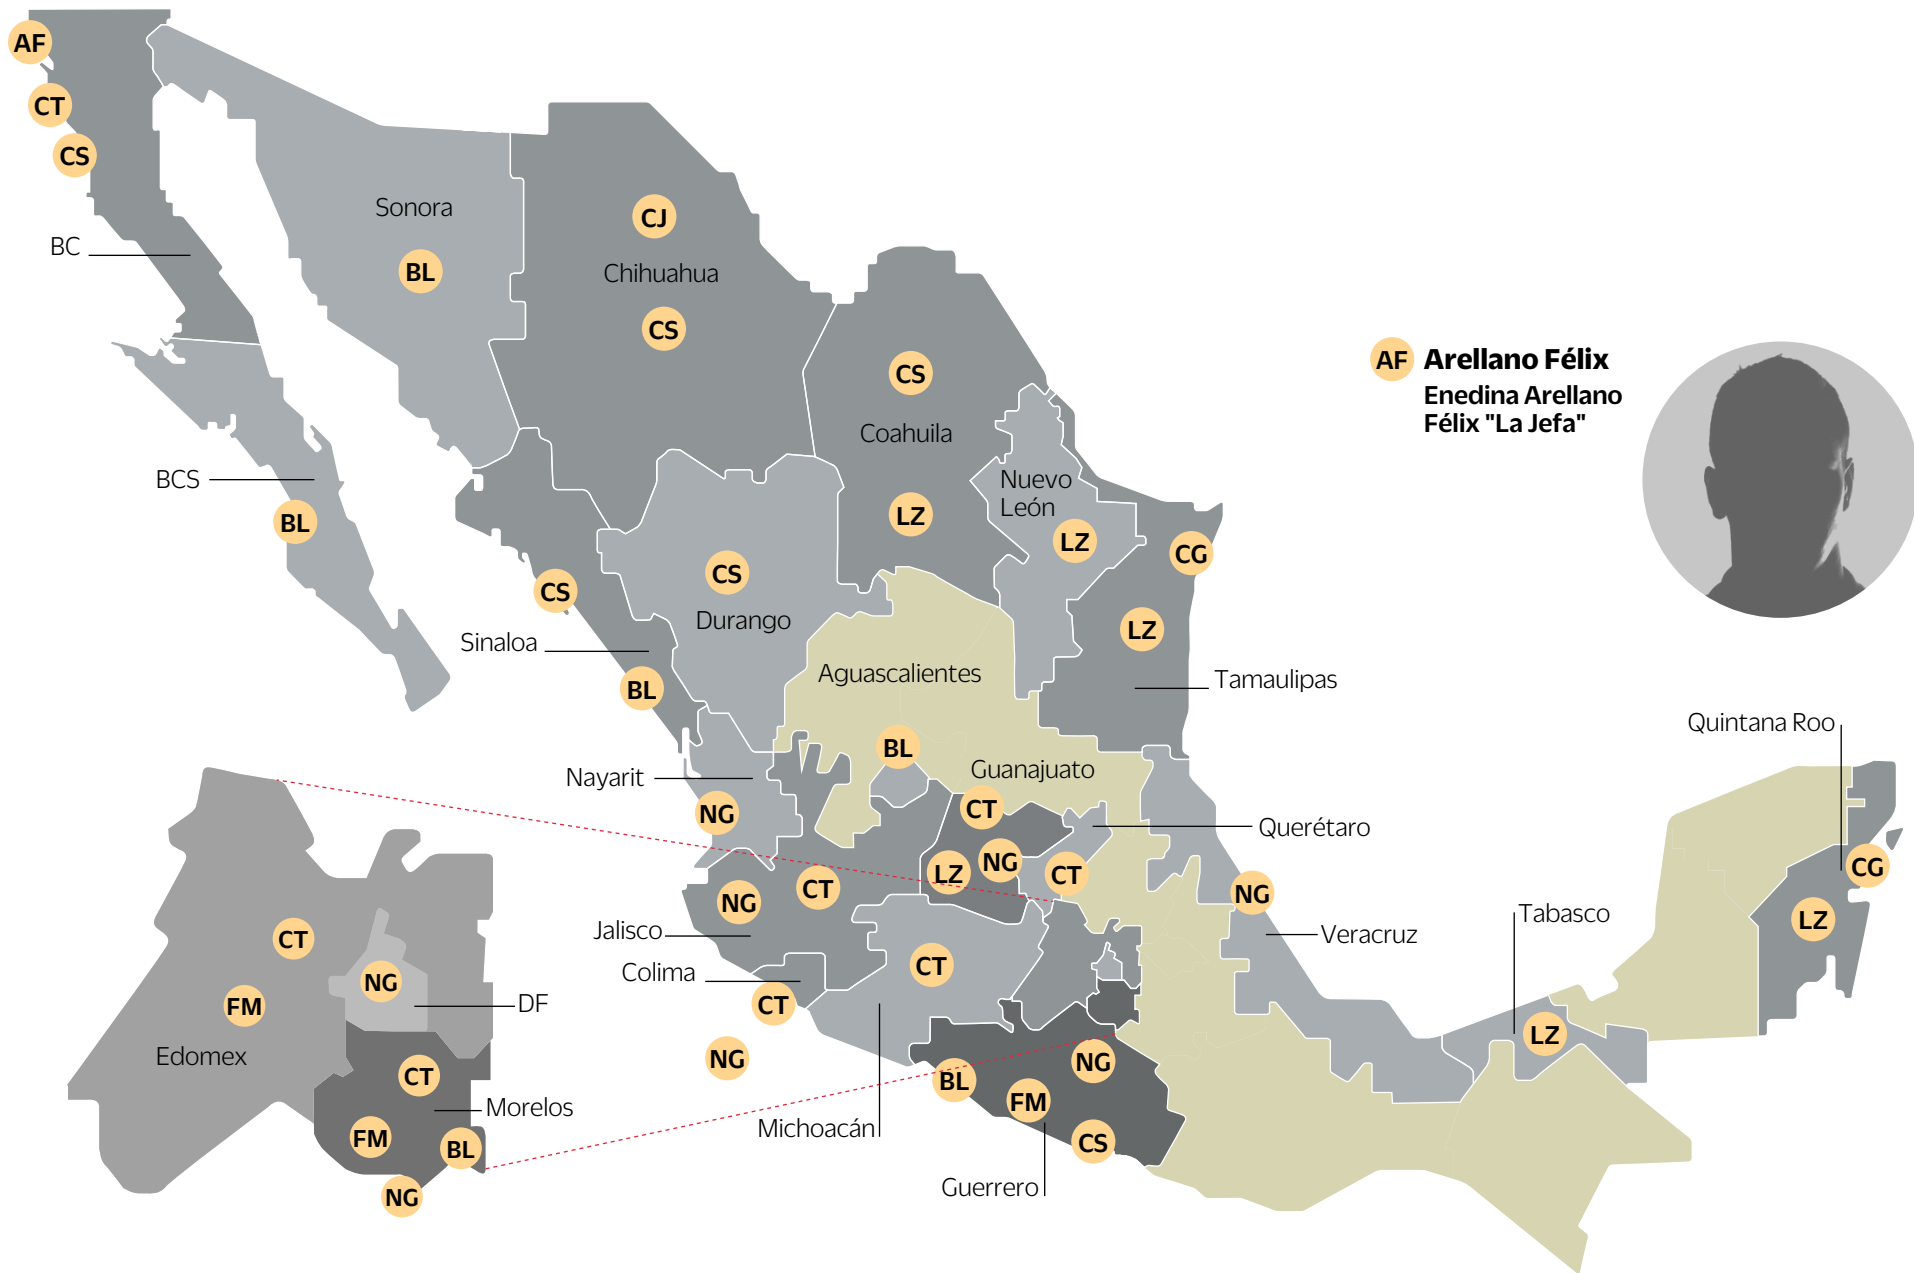 AF
CT
CS
BC
Sonora
BL
CJ
Chihuahua
CS
CS
Coahuila
LZ
Nuevo
León
LZ
CG
LZ
Tamaulipas
AF Arellano Félix
Enedina Arellano
Félix "La Jefa"
BCS
BL
CS
Durango
CS
Sinaloa
BL
Aguascalientes
BL
Guanajuato
CT
NG
LZ
Nayarit
NG
Querétaro
CT
Quintana Roo
CG
LZ
NG
CT
Jalisco
Colima
CT
NG
CT
Michoacán
NG
Veracruz
Tabasco
LZ
BL
FM
NG
CS
Guerrero
CT
NG
FM
DF
Edomex
CT
Morelos
FM
BL
NG